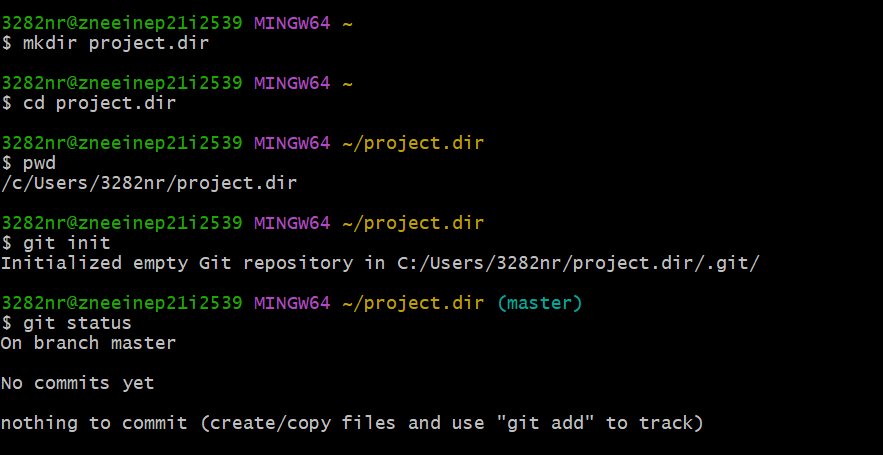 3282nr@zneeinep21i2539 MINGW64 ~
$ mkdir project.dir
3282nr@zneeinep21i2539 MINGW64 ~
$ cd project.dir
3282nr@zneeinep21i2539 MINGW64 ~/project.dir
$ pwd
/c/Users/3282nr/project.dir
3282nr@zneeinep21i2539 MINGW64 ~/project.dir
$ git init
Initialized empty Git repository in C:/Users/3282nr/project.dir/.git/
3282nr@zneeinep21i2539 MINGW64 ~/project.dir (master)
$ git status
On branch master
No commits yet
nothing to commit (create/copy files and use "git add" to track)